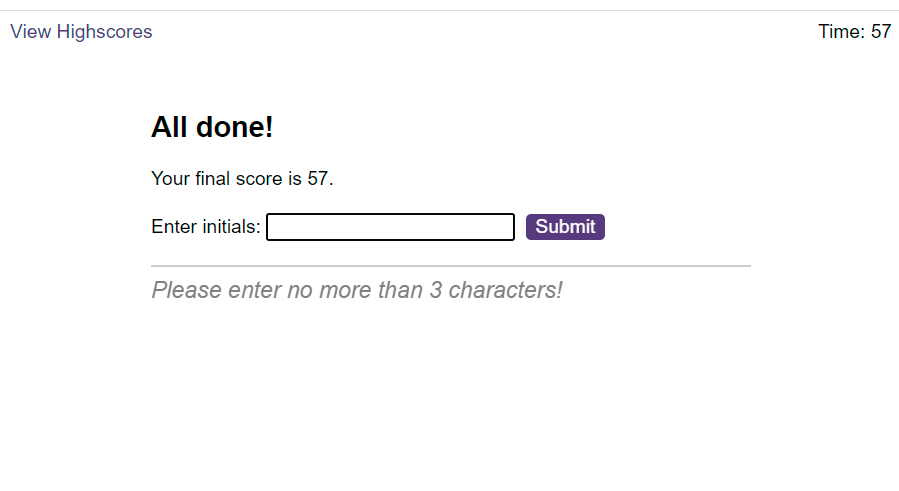 View Highscores
Time: 57
All done!
Your final score is 57.
Enter initials:
Submit
Please enter no more than 3 characters!